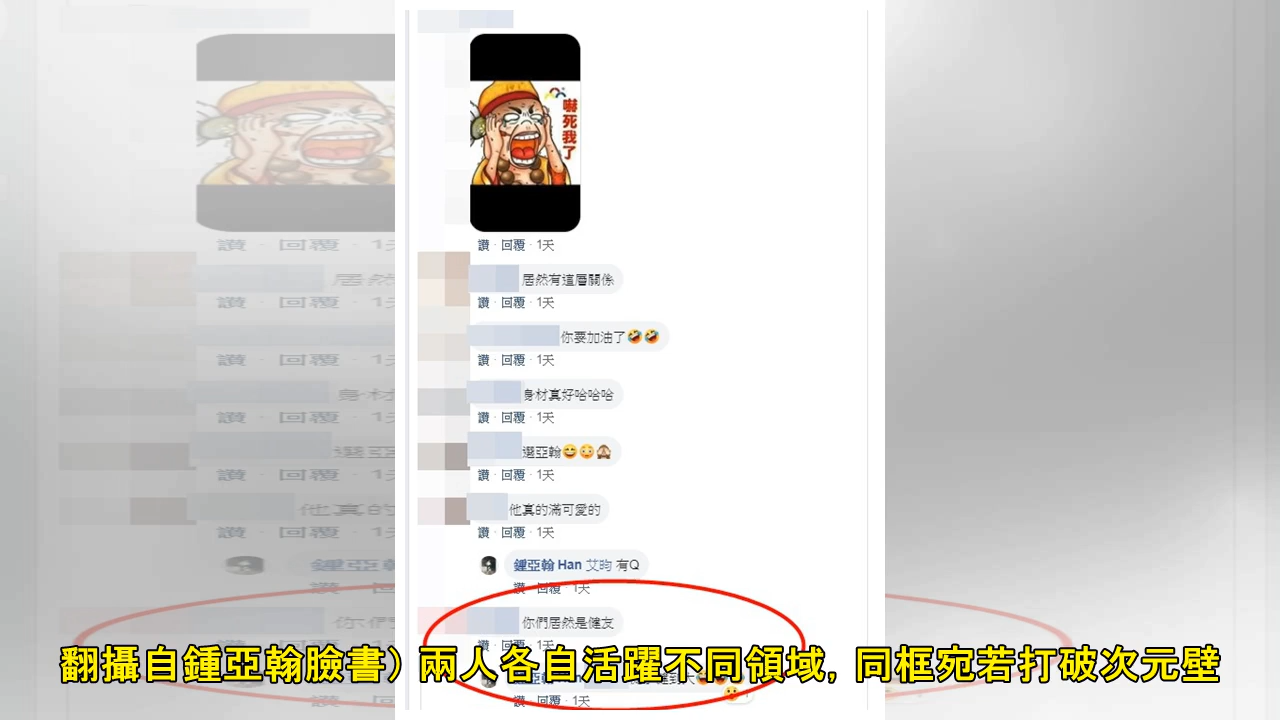 嚇死我了
讚 · 回覆 · 1天
居然有這層關係
讚 · 回覆 · 1天
你要加油了🤣🤣
讚 · 回覆 · 1天
身材真好哈哈哈
讚 · 回覆 · 1天
選亞翰😄😳🙈
讚 · 回覆 · 1天
他真的滿可愛的
讚 · 回覆 · 1天
鍾亞翰 Han 艾昀 有Q
讚 · 回覆 · 1天
你們居然是健友
讚 · 回覆 · 1天
翻攝自鍾亞翰臉書) 兩人各自活躍不同領域, 同框宛若打破次元壁
讚 · 回覆 · 1天